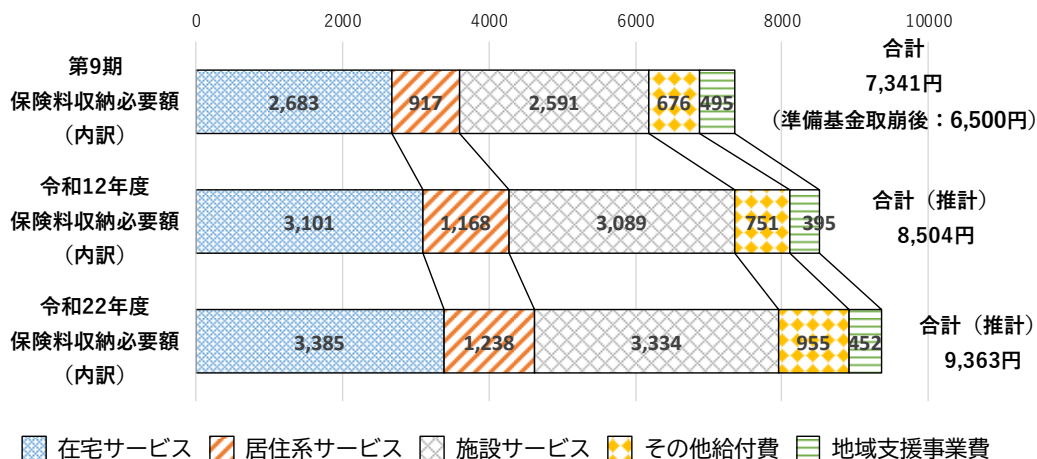 0 2000 4000 6000 8000 10000
第9期
保険料収納必要額
（内訳）
2,683 917 2,591 676 495
合計
7,341円
（準備基金取崩後：6,500円）
令和12年度
保険料収納必要額
（内訳）
3,101 1,168 3,089 751 395
合計（推計）
8,504円
令和22年度
保険料収納必要額
（内訳）
3,385 1,238 3,334 955 452
合計（推計）
9,363円
在宅サービス 居住系サービス 施設サービス その他給付費 地域支援事業費